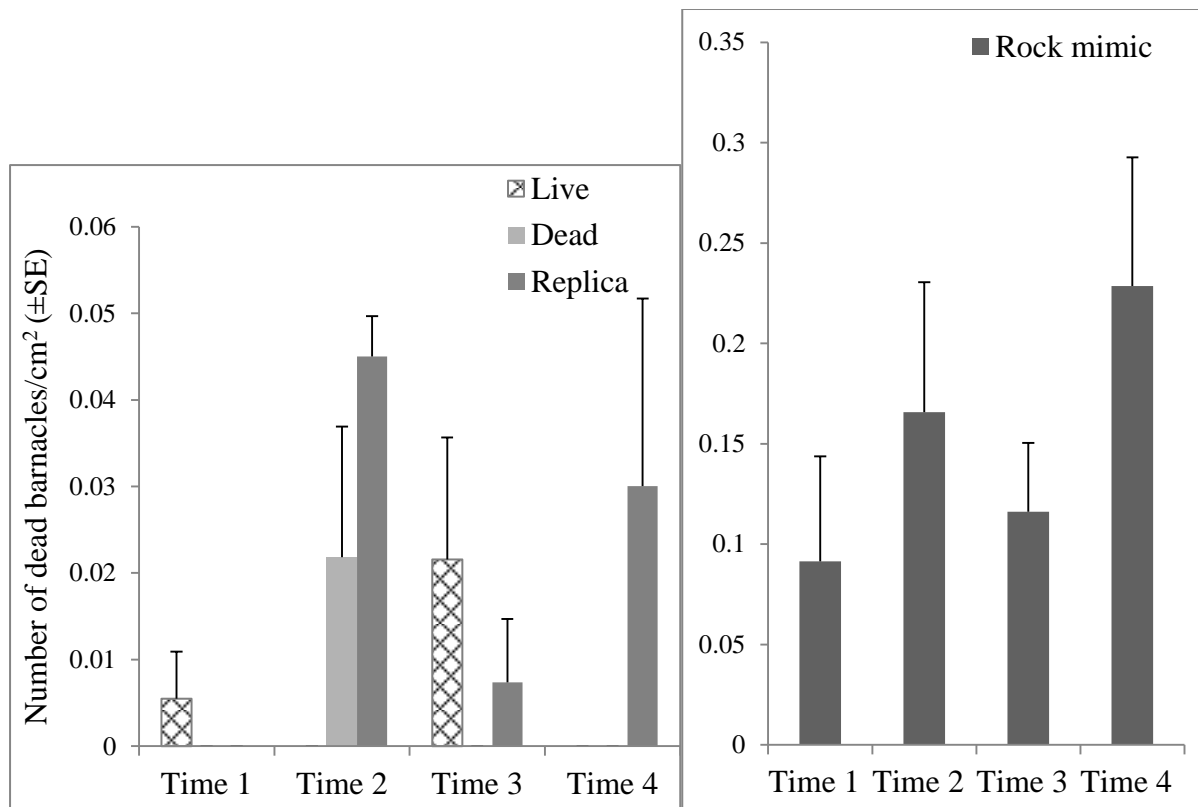 Live
Dead
Replica
Number of dead barnacles/cm² (±SE)
0.06
0.05
0.04
0.03
0.02
0.01
0
Time 1 Time 2 Time 3 Time 4
Rock mimic
0.35
0.3
0.25
0.2
0.15
0.1
0.05
0
Time 1 Time 2 Time 3 Time 4